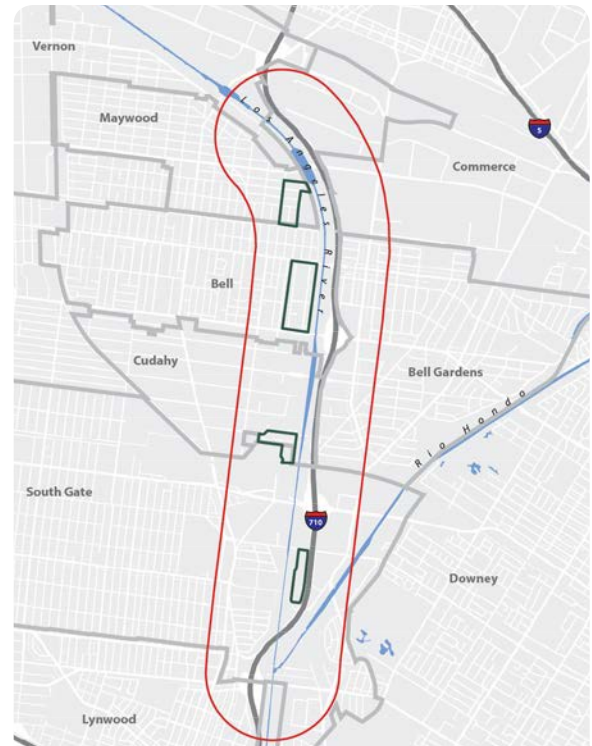 Vernon
5
Los Angeles River
Maywood
Commerce
Bell
Cudahy
Bell Gardens
Rio Hondo
South Gate
710
Downey
Lynwood